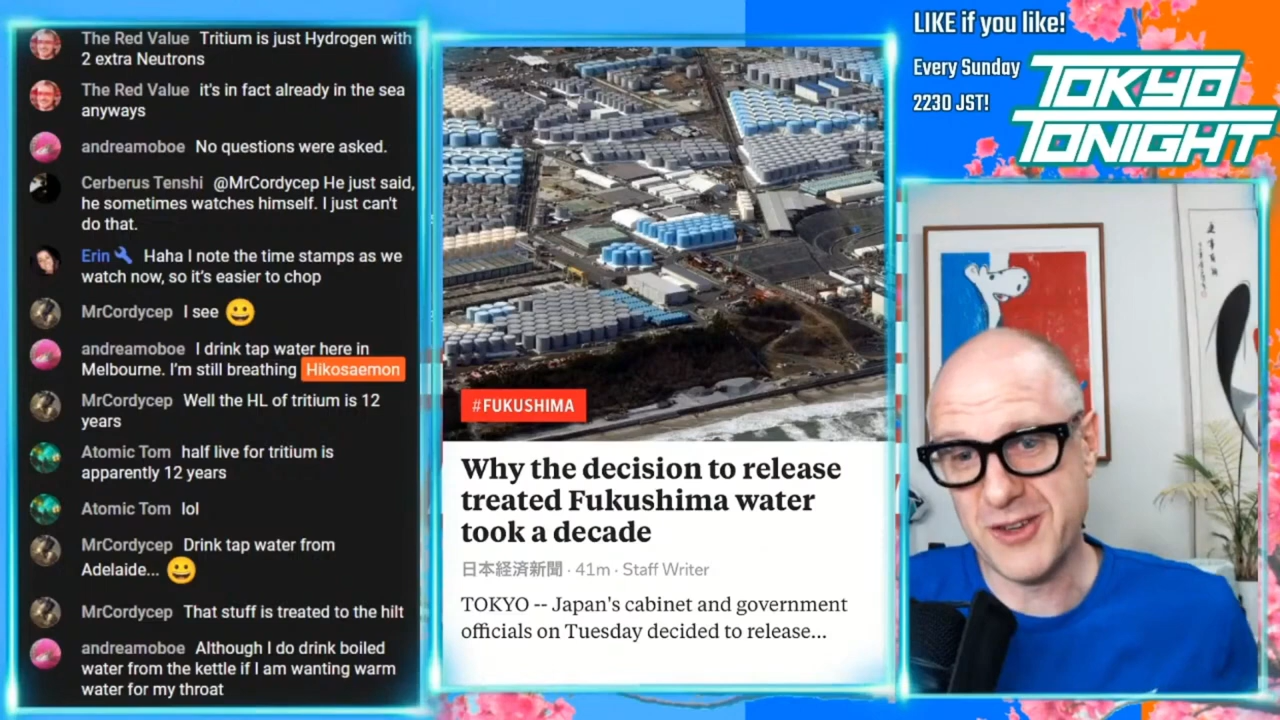 The Red Value Tritium is just Hydrogen with
2 extra Neutrons
The Red Value it's in fact already in the sea
anyways
andreamoboe No questions were asked.
Cerberus Tenshi @MrCordycep He just said,
he sometimes watches himself. I just can't
do that.
Erin Haha I note the time stamps as we
watch now, so it's easier to chop
MrCordycep I see
andreamoboe I drink tap water here in
Melbourne. I'm still breathing Hikosaemon
MrCordycep Well the HL of tritium is 12
years
Atomic Tom half live for tritium is
apparently 12 years
Atomic Tom lol
MrCordycep Drink tap water from
Adelaide...
MrCordycep That stuff is treated to the hilt
andreamoboe Although I do drink boiled
water from the kettle if I am wanting warm
water for my throat
#FUKUSHIMA
Why the decision to release
treated Fukushima water
took a decade
日本経済新聞 · 41m · Staff Writer
TOKYO -- Japan's cabinet and government
officials on Tuesday decided to release...
LIKE if you like!
Every Sunday
2230 JST!
TOKYO
TONIGHT